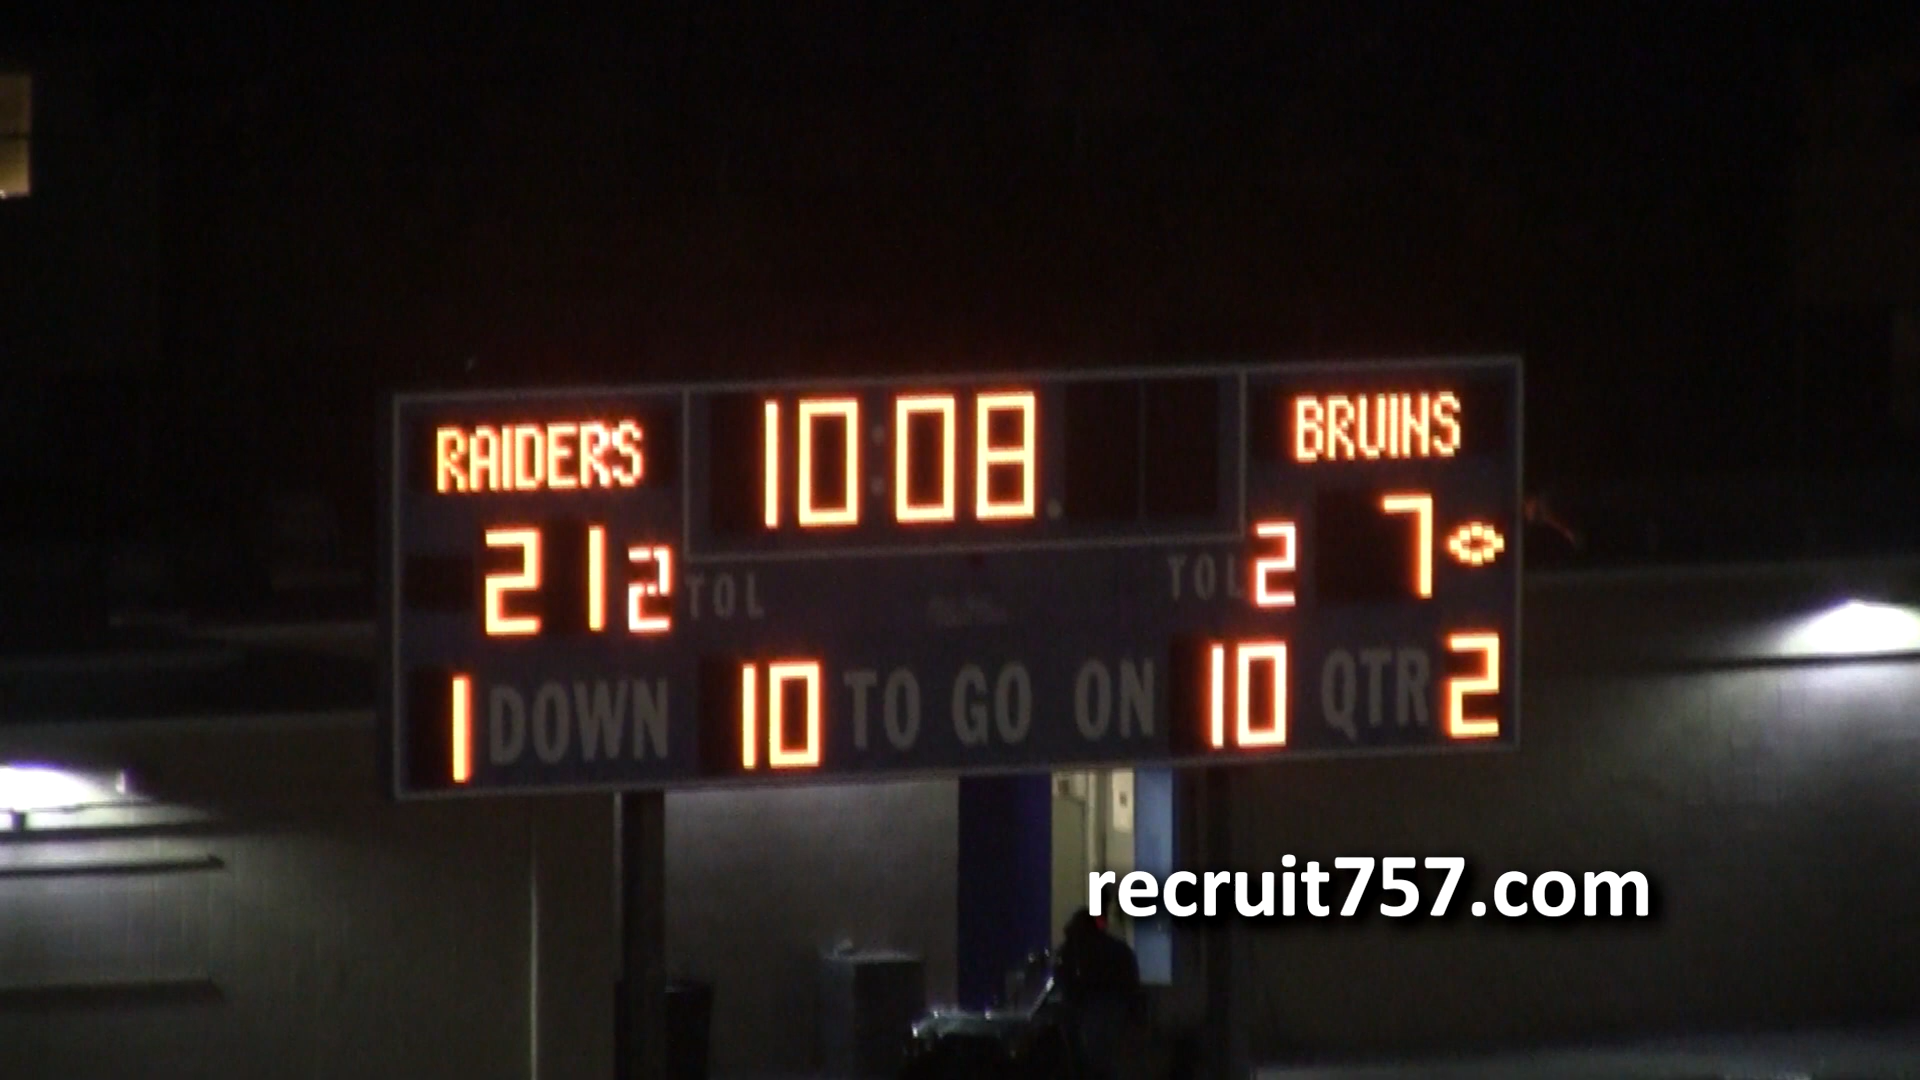 RAIDERS 10:08 BRUINS
21 2 TOL TOL 2 7
1 DOWN 10 TO GO ON 10 QTR 2
recruit757.com